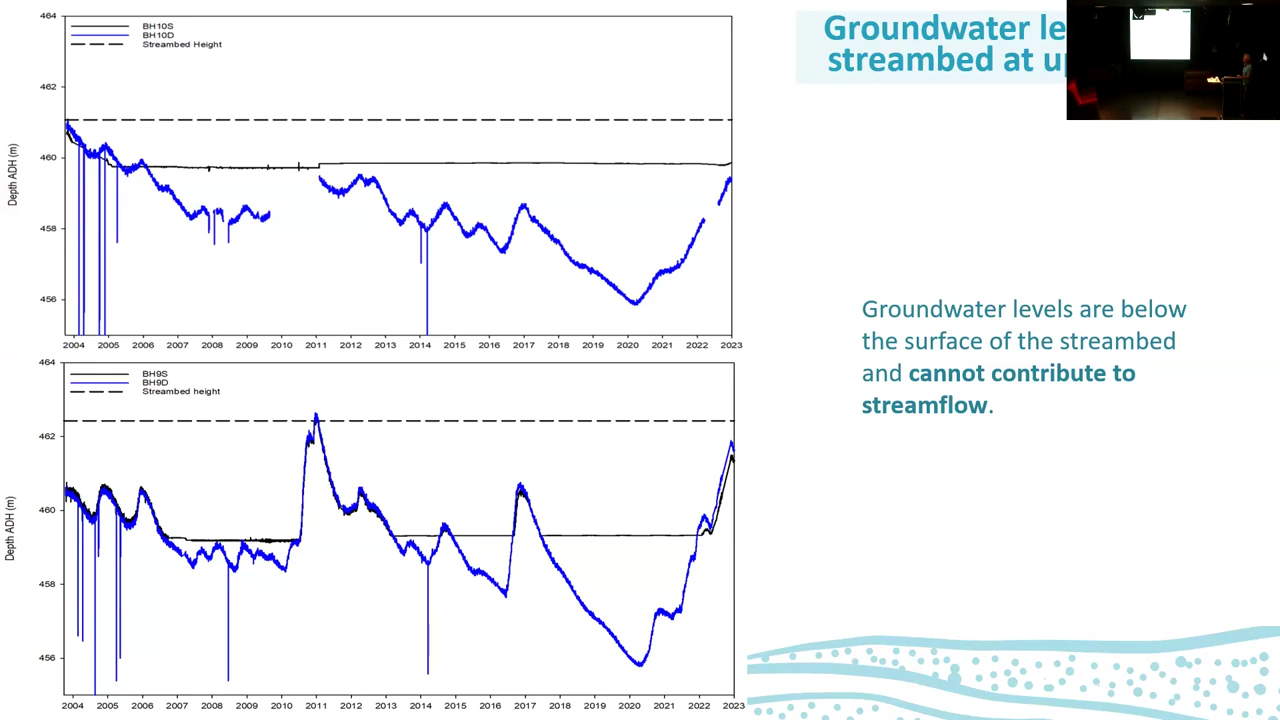 Groundwater le
streambed at u
464
462
460
458
456
Depth ADH (m)
BH10S
BH10D
Streambed Height
2004 2005 2006 2007 2008 2009 2010 2011 2012 2013 2014 2015 2016 2017 2018 2019 2020 2021 2022 2023
464
462
460
458
456
Depth ADH (m)
BH9S
BH9D
Streambed height
2004 2005 2006 2007 2008 2009 2010 2011 2012 2013 2014 2015 2016 2017 2018 2019 2020 2021 2022 2023
Groundwater levels are below
the surface of the streambed
and cannot contribute to
streamflow.